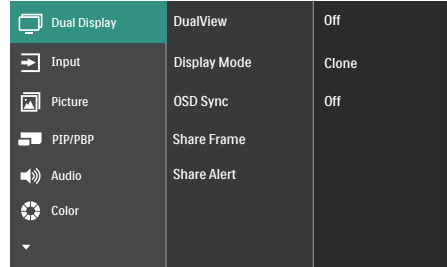 Dual Display
Input
Picture
PIP/PBP
Audio
Color
DualView Off
Display Mode Clone
OSD Sync Off
Share Frame
Share Alert